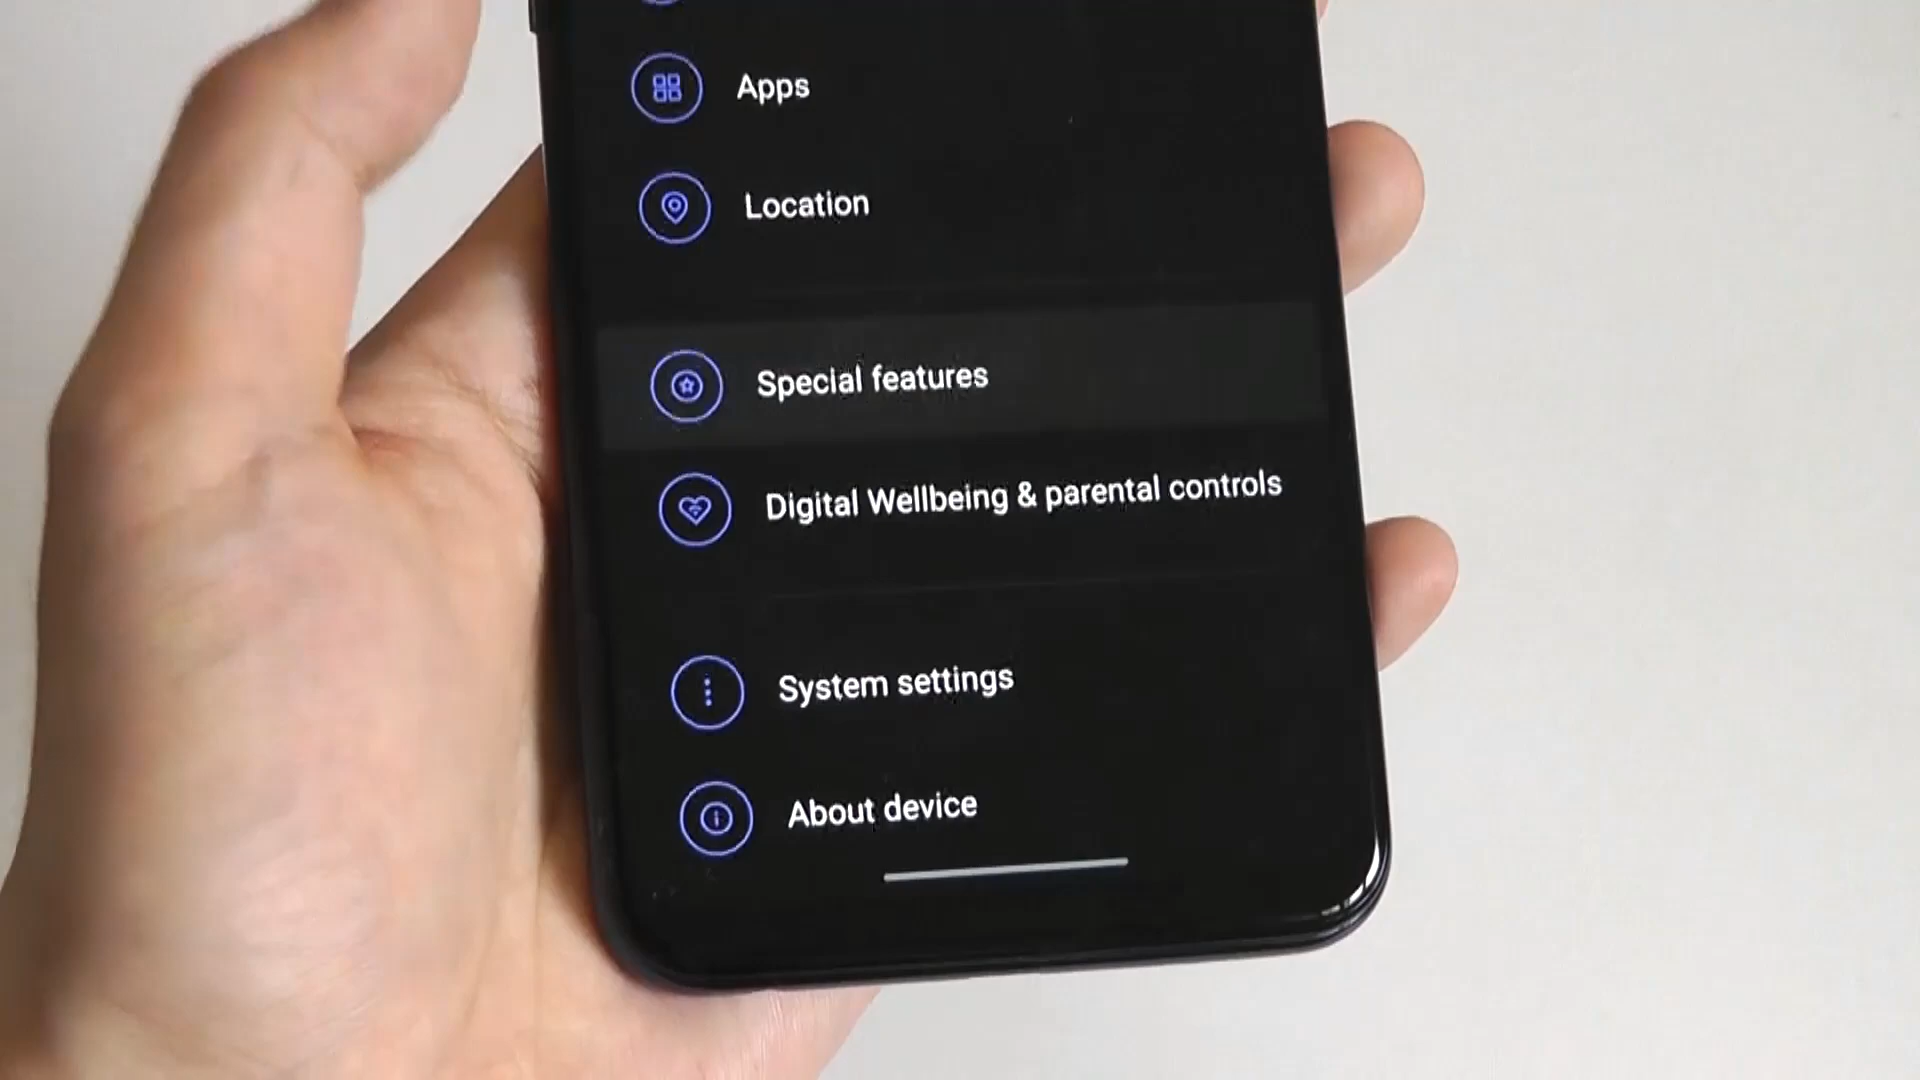 Apps
Location
Special features
Digital Wellbeing & parental controls
System settings
About device